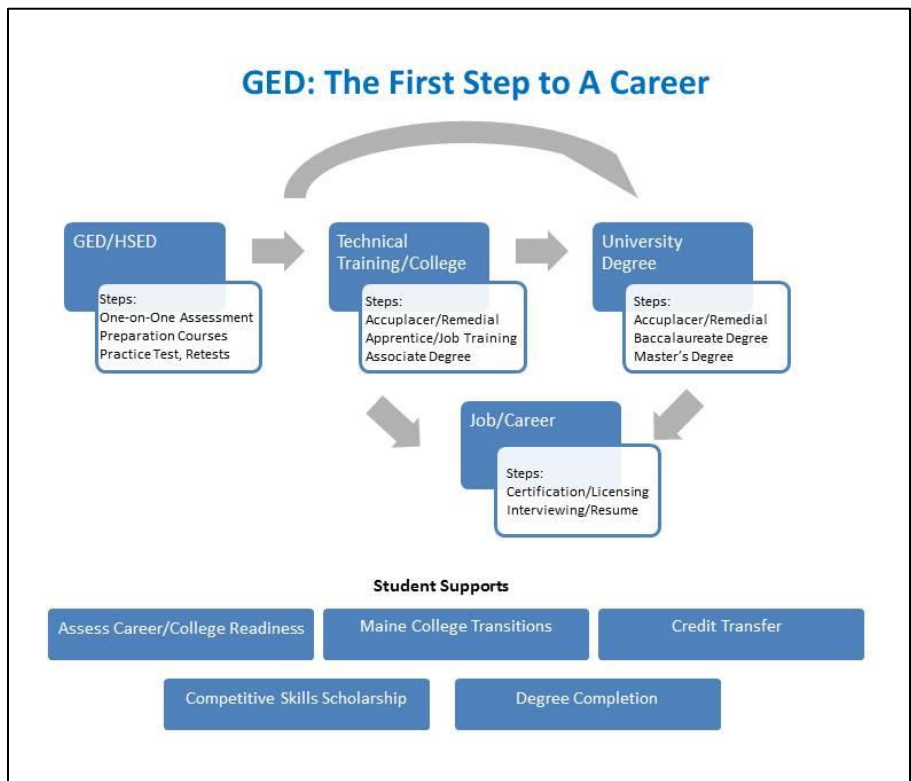 GED: The First Step to A Career
GED/HSED
Steps:
One-on-One Assessment
Preparation Courses
Practice Test, Retests
Technical
Training/College
Steps:
Accuplacer/Remedial
Apprentice/Job Training
Associate Degree
University
Degree
Steps:
Accuplacer/Remedial
Baccalaureate Degree
Master's Degree
Job/Career
Steps:
Certification/Licensing
Interviewing/Resume
Student Supports
Assess Career/College Readiness
Maine College Transitions
Credit Transfer
Competitive Skills Scholarship
Degree Completion